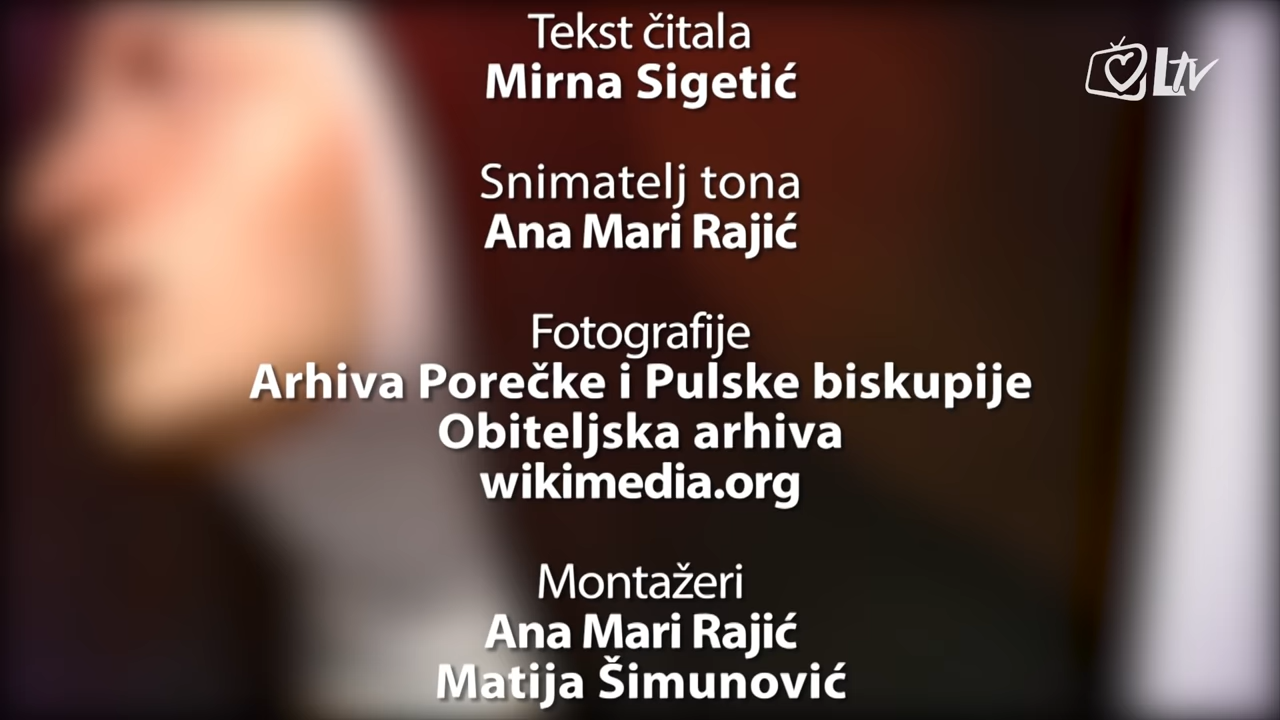 Tekst čitala
Mirna Sigetić
Snimatelj tona
Ana Mari Rajić
Fotografije
Arhiva Porečke i Pulske biskupije
Obiteljska arhiva
wikimedia.org
Montažeri
Ana Mari Rajić
Matija Šimunović
Ltv